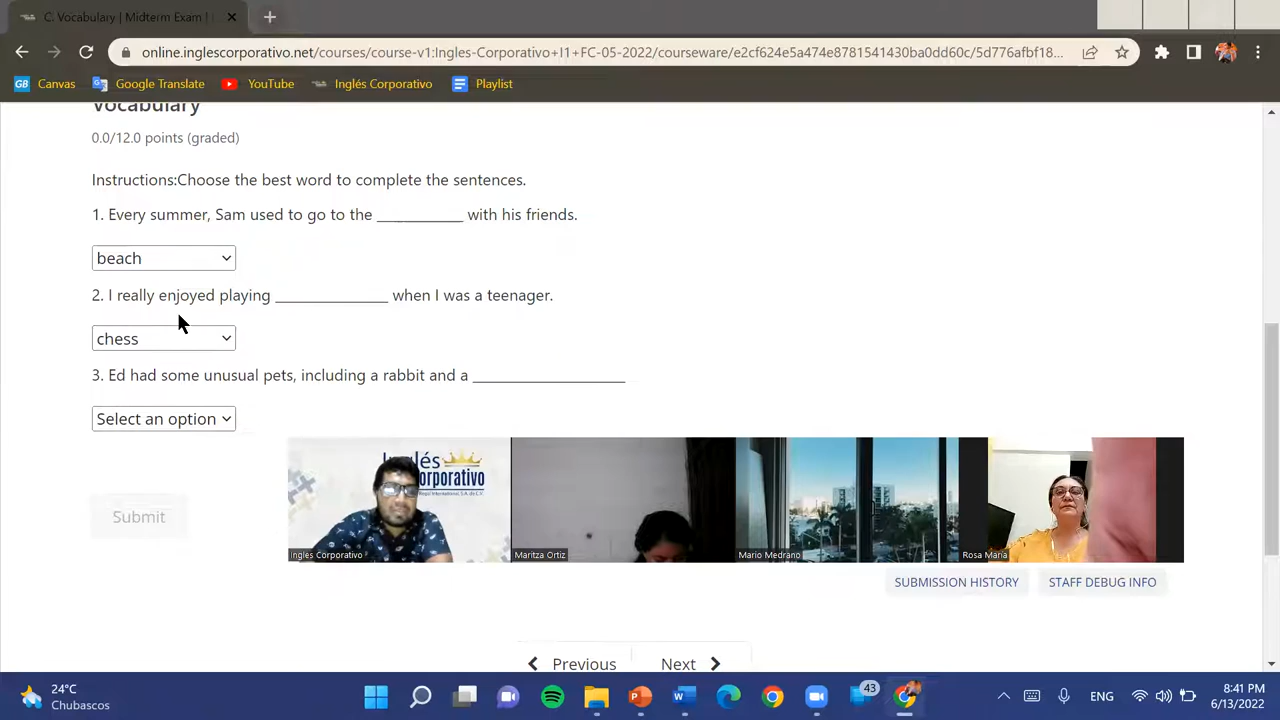 C. Vocabulary | Midterm Exam |
online.inglescorporativo.net/courses/course-v1:Ingles-Corporativo+I1+FC-05-2022/courseware/e2cf624e5a474e8781541430ba0dd60c/5d776afbf18...
GB Canvas Google Translate YouTube Inglés Corporativo Playlist
Vocabulary
0.0/12.0 points (graded)
Instructions:Choose the best word to complete the sentences.
1. Every summer, Sam used to go to the ___________ with his friends.
beach
2. I really enjoyed playing ______________ when I was a teenager.
chess
3. Ed had some unusual pets, including a rabbit and a ___________________
Select an option
Inglés
Corporativo
Submit
Ingles Corporativo Maritza Ortiz Mario Medrano Rosa Maria
SUBMISSION HISTORY STAFF DEBUG INFO
Previous Next
24°C
Chubascos
43
ENG
8:41 PM
6/13/2022